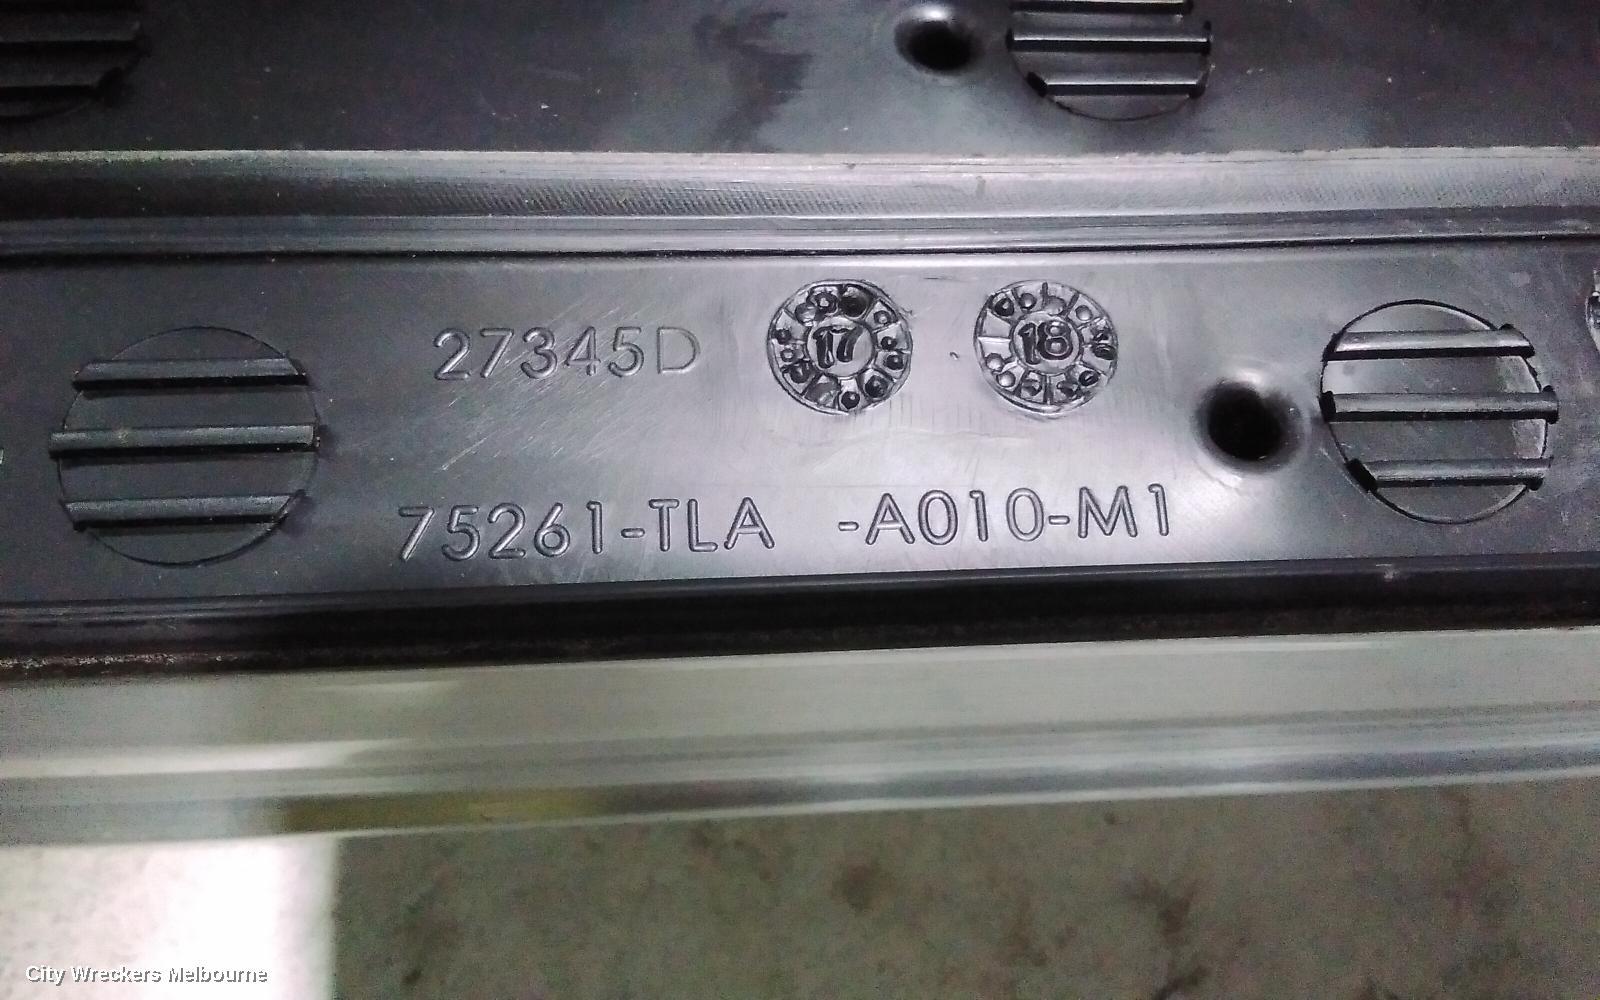 27345D 17 18
75261-TLA -A010-M1
City Wreckers Melbourne